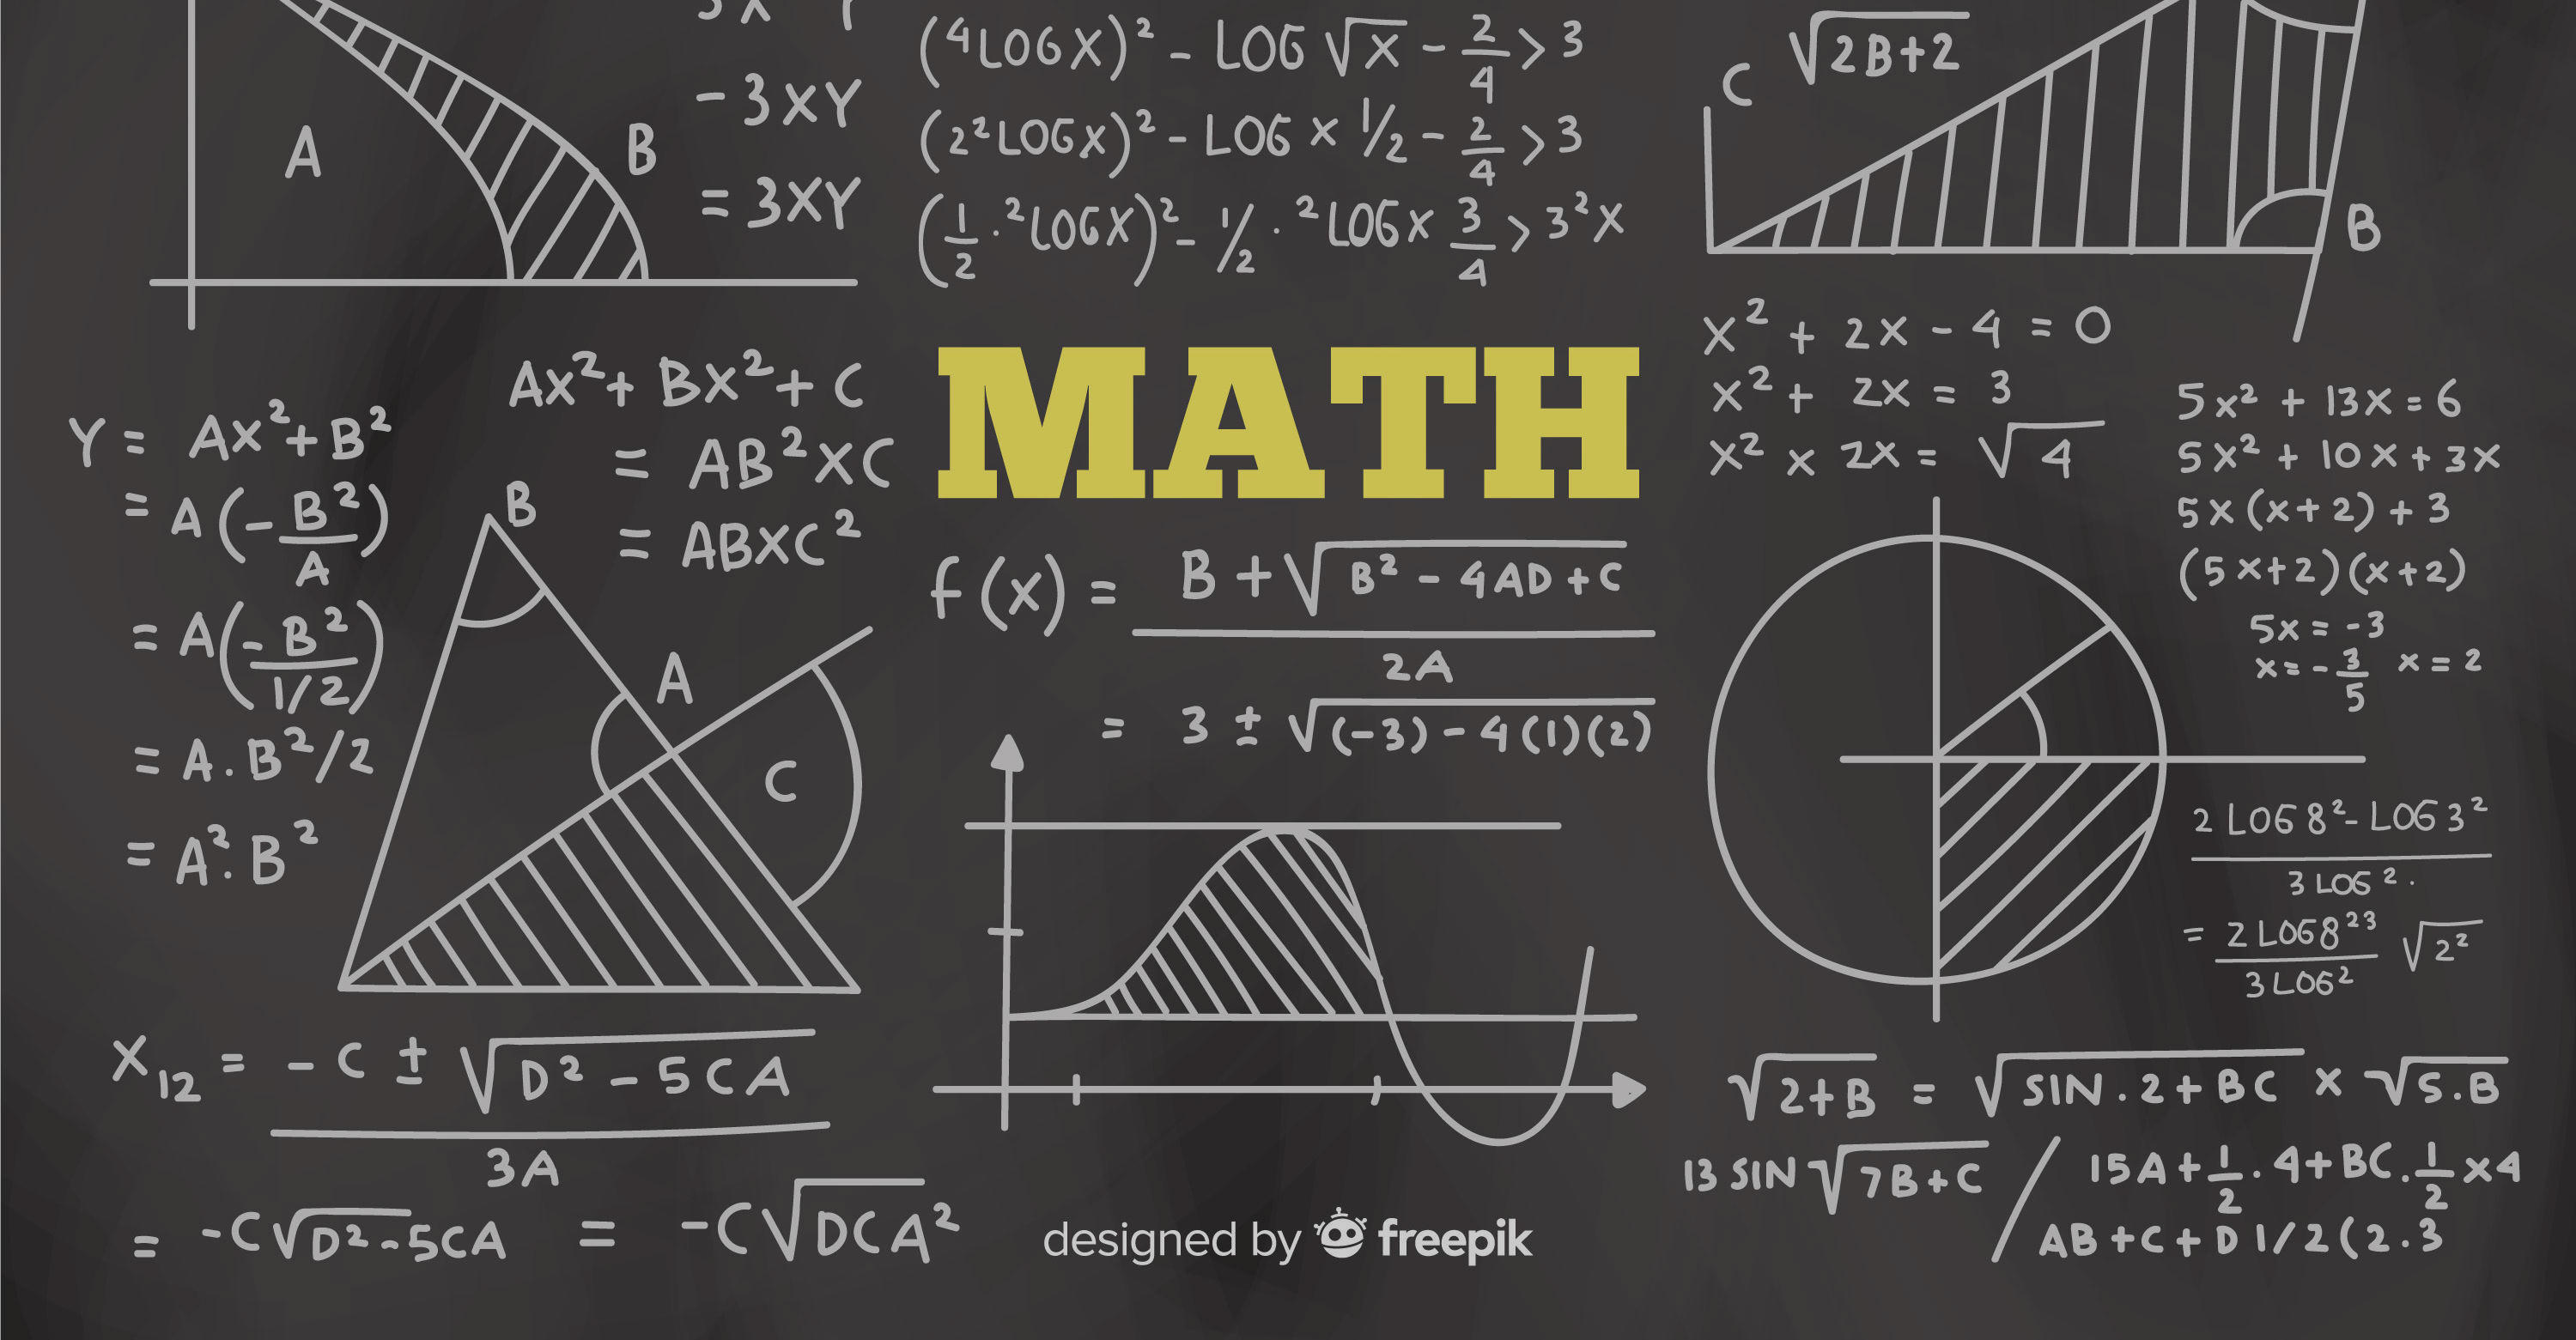 - 3XY
= 3XY
(⁴LOG X)² - LOG √X - 2/4 > 3
(2²LOG X)² - LOG X 1/2 - 2/4 > 3
(1/2 · ²LOG X)² - 1/2 · ²LOG X 3/4 > 3²X
A
B
C
√2B+2
B
MATH
AX² + BX² + C
= AB²XC
= ABXC²
Y = AX² + B²
= A(-B²/A)
= A(-B²/1/2)
= A.B²/2
= A².B²
B
A
C
f(x) = B + √B² - 4AD + C / 2A
= 3 ± √(-3) - 4(1)(2)
X² + 2X - 4 = 0
X² + 2X = 3
X² X 2X = √4
5X² + 13X = 6
5X² + 10X + 3X
5X(X+2) + 3
(5X+2)(X+2)
5X = -3
X = -3/5 X = 2
2 LOG 8² - LOG 3² / 3 LOG² .
= 2 LOG 8²³ / 3 LOG² √2²
X₁₂ = -C ± √D² - 5CA / 3A
= -C√D² - 5CA = -C√DCA²
√2+B = √SIN.2+BC X √5.B
13 SIN √7B+C / 15A + 1/2 . 4 + BC . 1/2 X4
AB + C + D 1/2 (2.3
designed by freepik